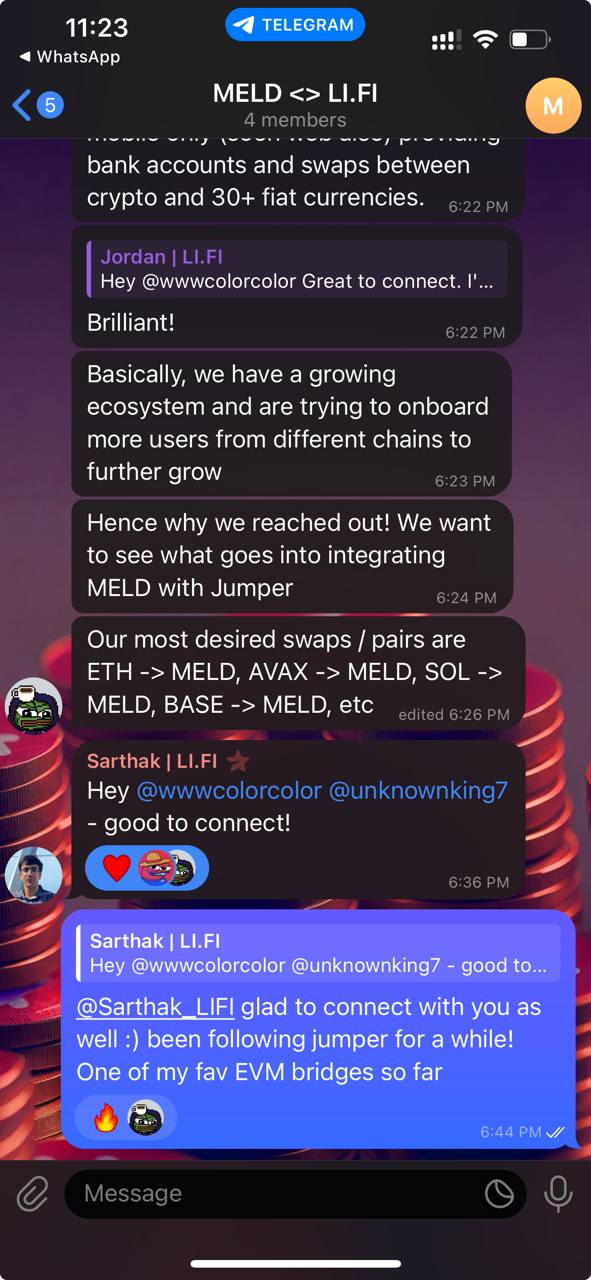 11:23
TELEGRAM
WhatsApp
5
MELD <> LI.FI
4 members
M
mobile only (soon web also) providing
bank accounts and swaps between
crypto and 30+ fiat currencies.
6:22 PM
Jordan | LI.FI
Hey @wwwcolorcolor Great to connect. I'...
Brilliant!
6:22 PM
Basically, we have a growing
ecosystem and are trying to onboard
more users from different chains to
further grow
6:23 PM
Hence why we reached out! We want
to see what goes into integrating
MELD with Jumper
6:24 PM
Our most desired swaps / pairs are
ETH -> MELD, AVAX -> MELD, SOL ->
MELD, BASE -> MELD, etc
edited 6:26 PM
Sarthak | LI.FI
Hey @wwwcolorcolor @unknownking7
- good to connect!
6:36 PM
Sarthak | LI.FI
Hey @wwwcolorcolor @unknownking7 - good to...
@Sarthak_LIFI glad to connect with you as
well :) been following jumper for a while!
One of my fav EVM bridges so far
6:44 PM
Message